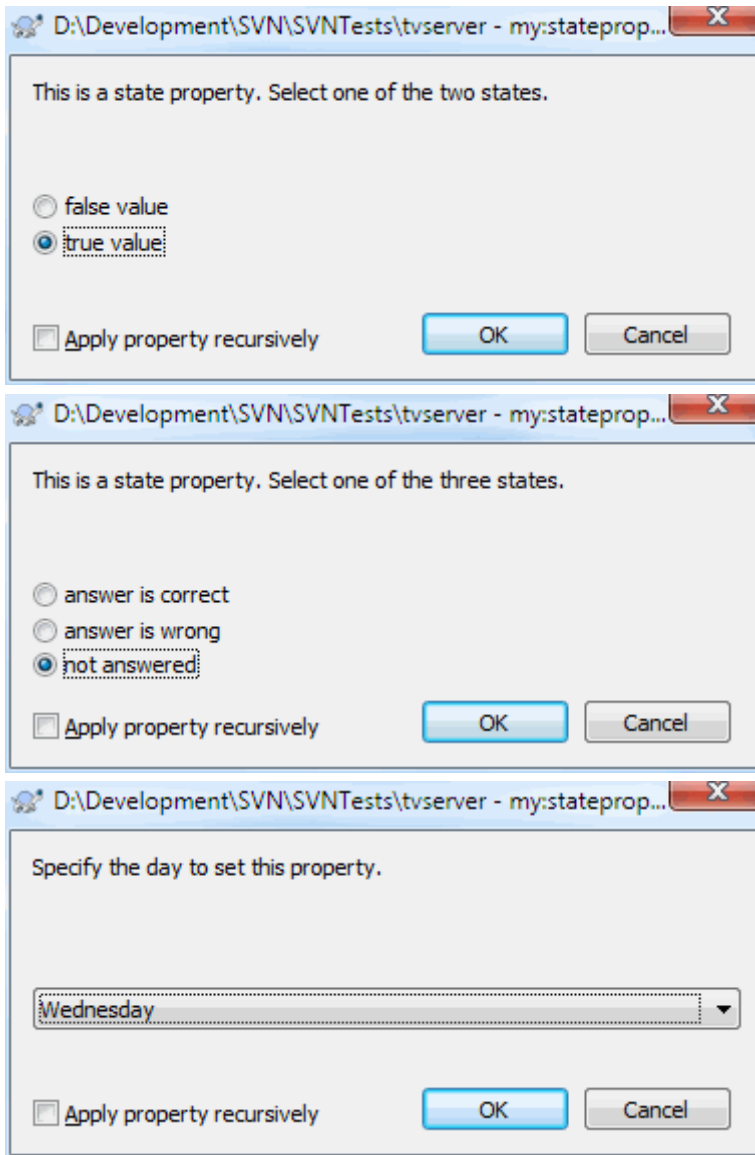 D:\Development\SVN\SVNTests\tvserver - my:stateprop...
This is a state property. Select one of the two states.
false value
true value
Apply property recursively OK Cancel
D:\Development\SVN\SVNTests\tvserver - my:stateprop...
This is a state property. Select one of the three states.
answer is correct
answer is wrong
not answered
Apply property recursively OK Cancel
D:\Development\SVN\SVNTests\tvserver - my:stateprop...
Specify the day to set this property.
Wednesday
Apply property recursively OK Cancel